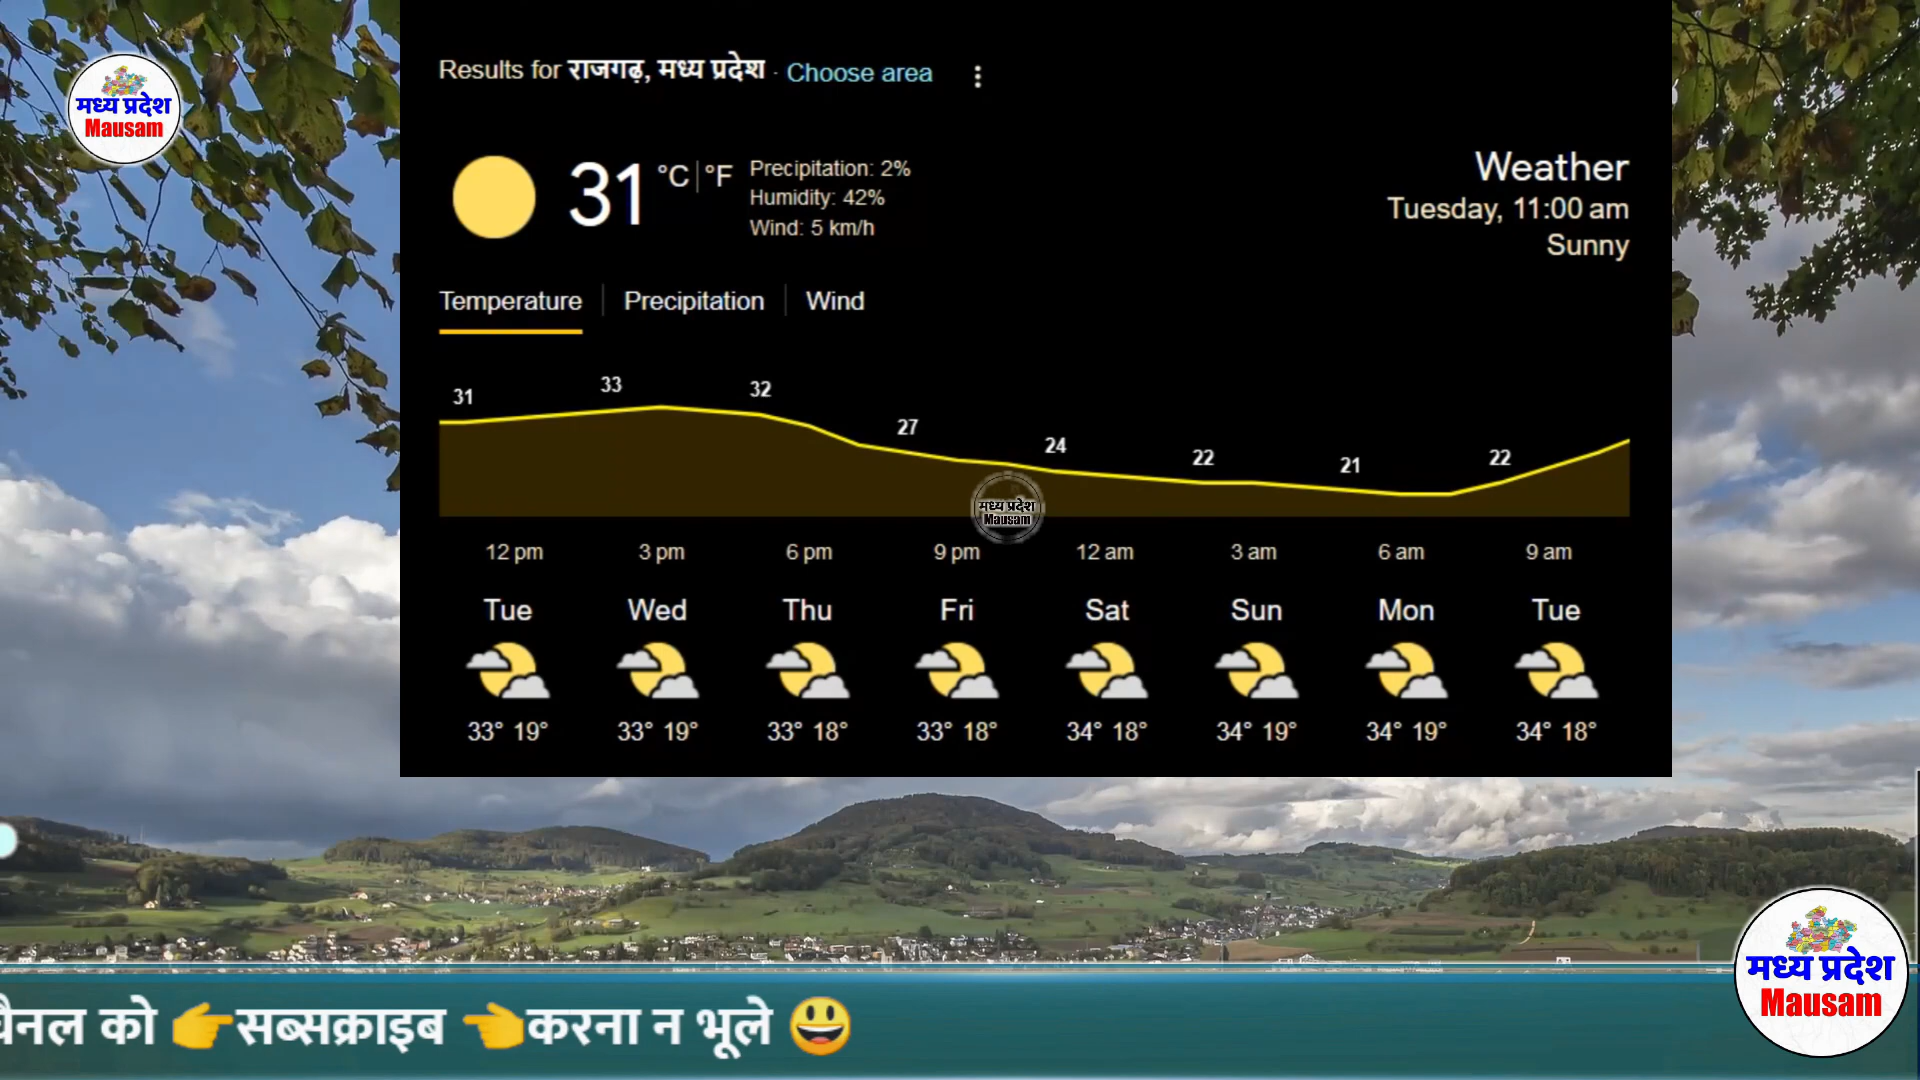 मध्य प्रदेश
Mausam
Results for राजगढ़, मध्य प्रदेश · Choose area
31 °C | °F
Precipitation: 2%
Humidity: 42%
Wind: 5 km/h
Weather
Tuesday, 11:00 am
Sunny
Temperature Precipitation Wind
31 33 32 27 24 22 21 22
मध्य प्रदेश
Mausam
12 pm 3 pm 6 pm 9 pm 12 am 3 am 6 am 9 am
Tue Wed Thu Fri Sat Sun Mon Tue
33° 19° 33° 19° 33° 18° 33° 18° 34° 18° 34° 19° 34° 19° 34° 18°
को 👉सब्सक्राइब 👈करना न भूले 😃
मध्य प्रदेश
Mausam